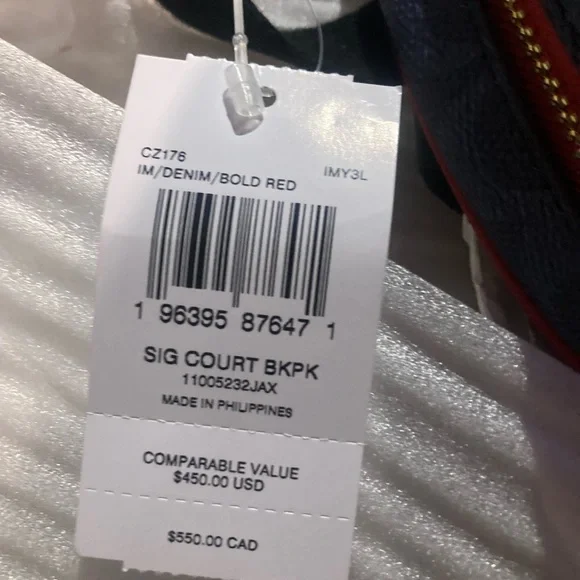 CZ176 IMY3L
IM/DENIM/BOLD RED
1 96395 87647 1
SIG COURT BKPK
11005232JAX
MADE IN PHILIPPINES
COMPARABLE VALUE
$450.00 USD
$550.00 CAD